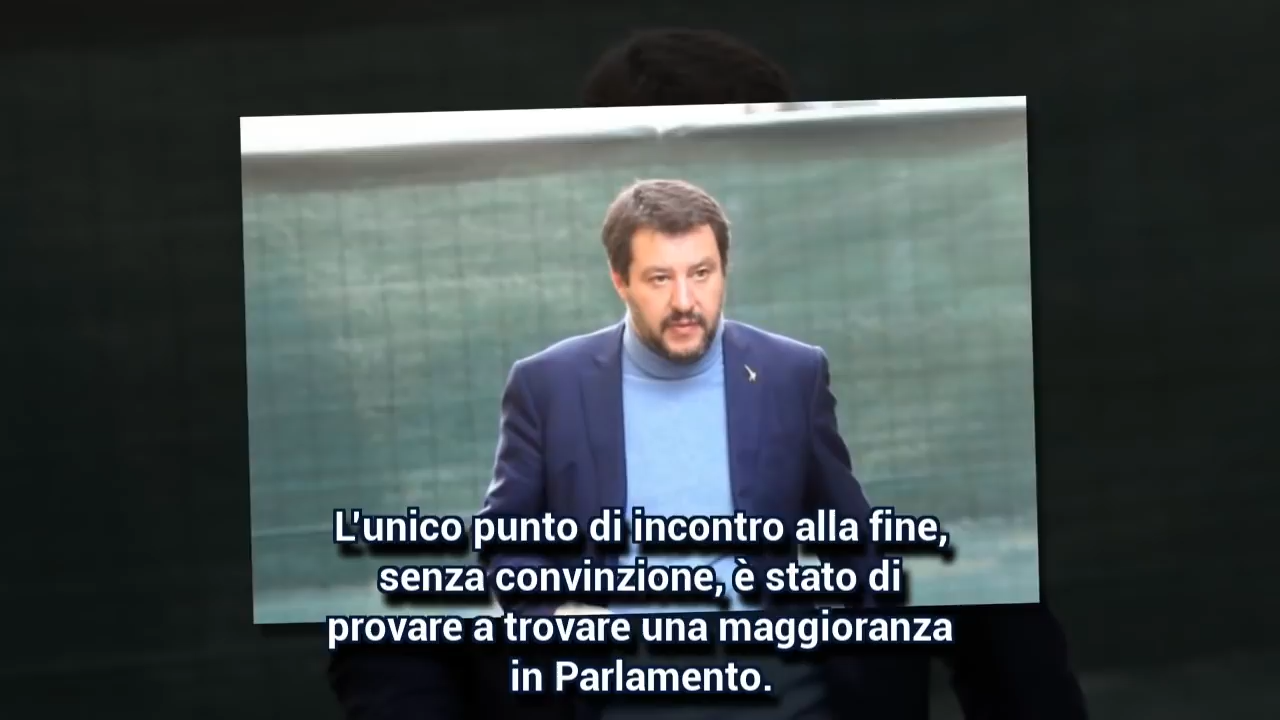 L'unico punto di incontro alla fine,
senza convinzione, è stato di
provare a trovare una maggioranza
in Parlamento.